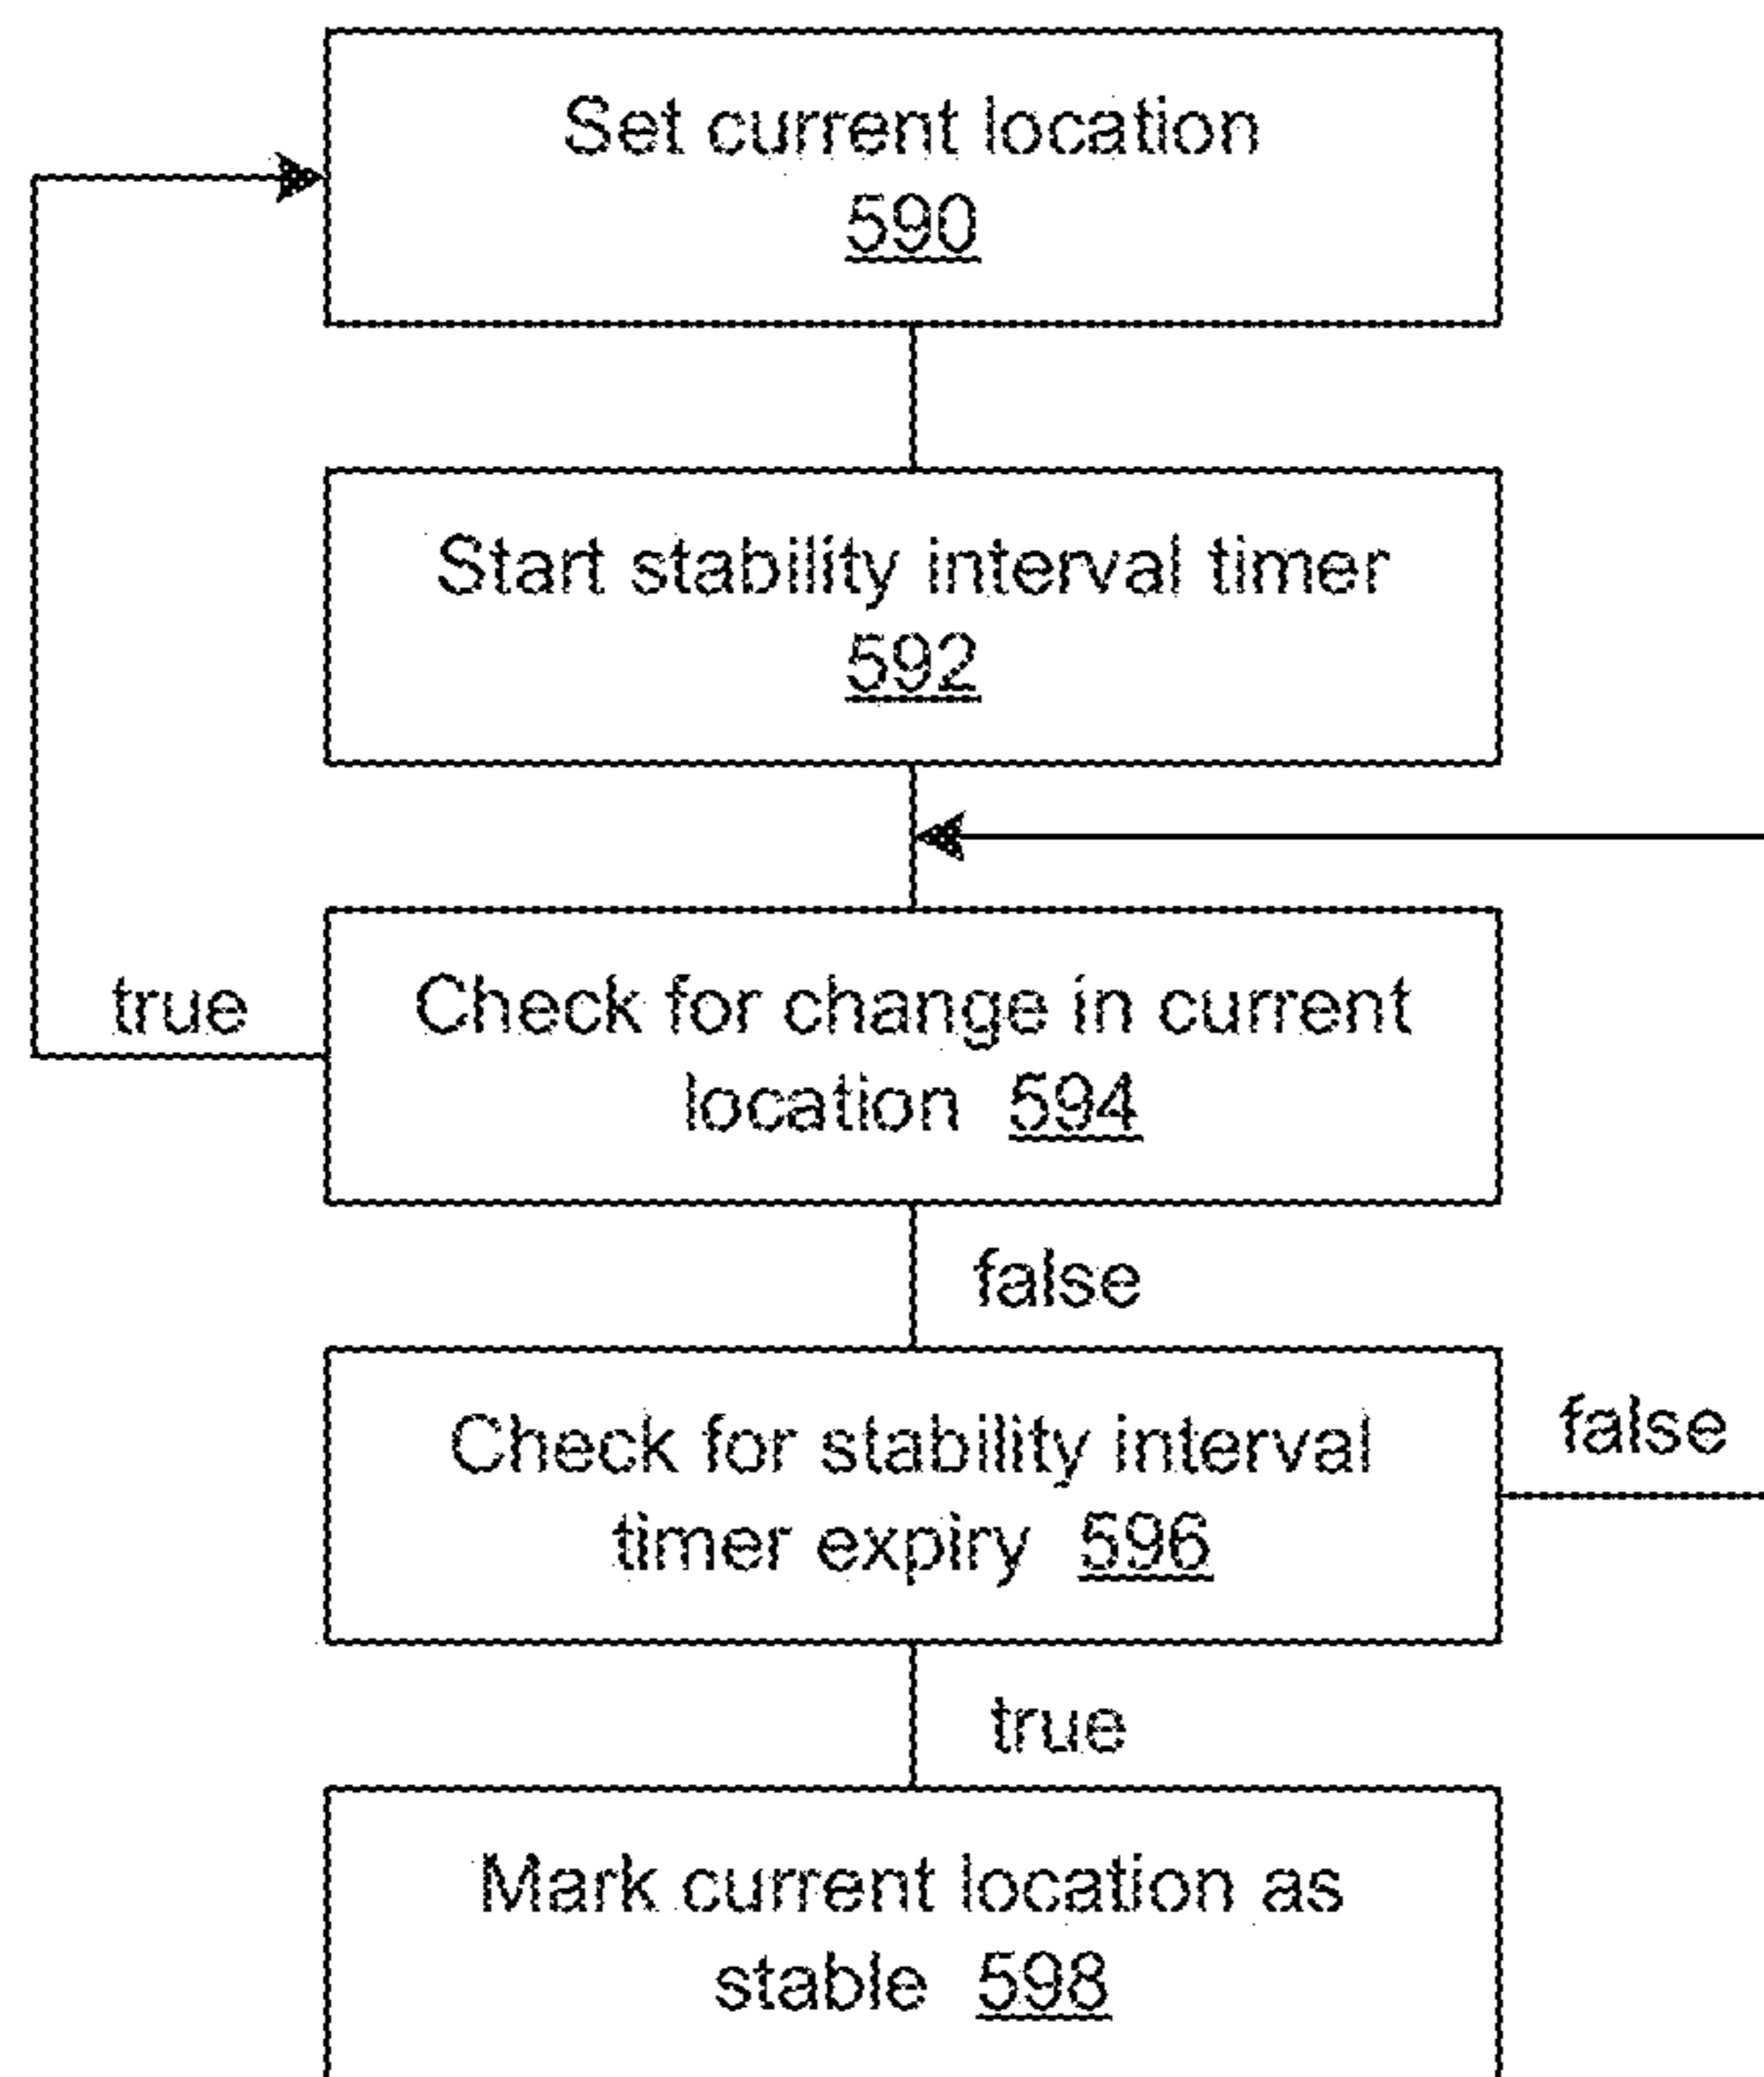 Set current location
590
Start stability interval timer
592
true
Check for change in current
location 594
false
Check for stability interval
timer expiry 596
false
true
Mark current location as
stable 598